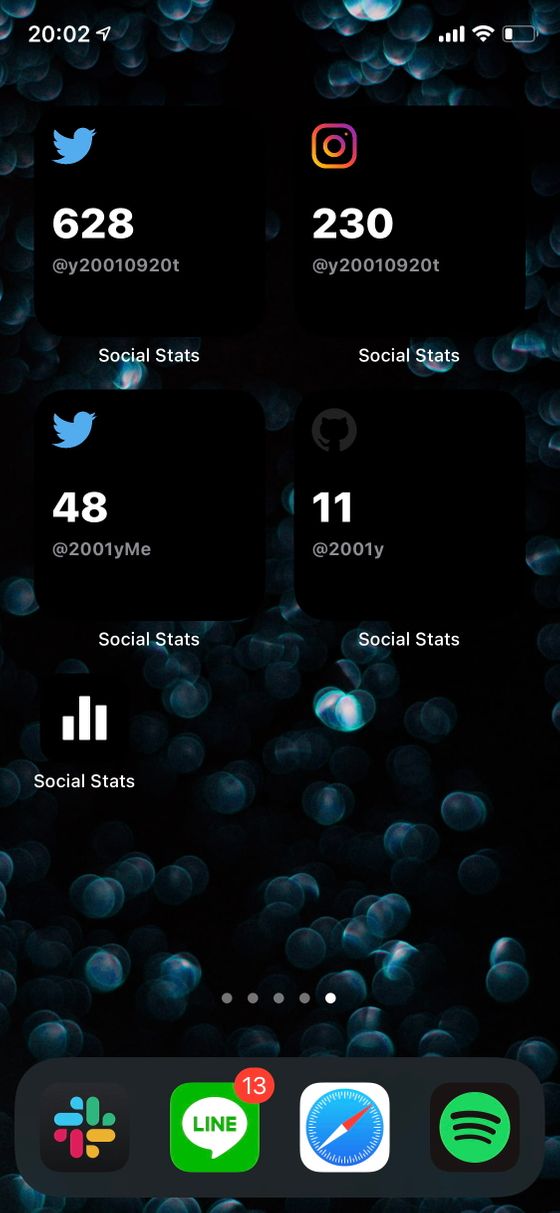 20:02
628
@y20010920t
Social Stats
230
@y20010920t
Social Stats
48
@2001yMe
Social Stats
11
@2001y
Social Stats
Social Stats
13
LINE